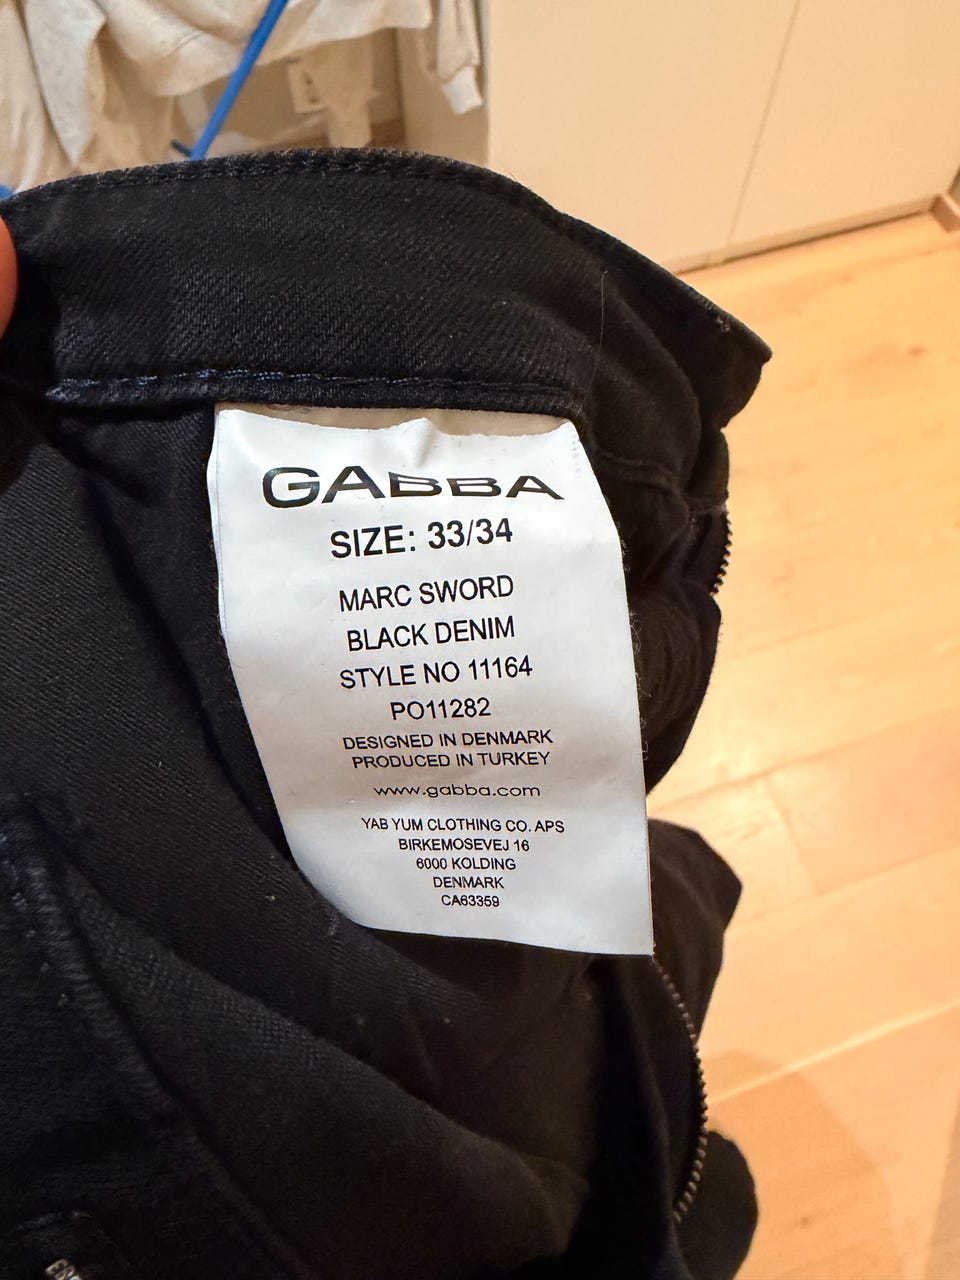 GABBA
SIZE: 33/34
MARC SWORD
BLACK DENIM
STYLE NO 11164
PO11282
DESIGNED IN DENMARK
PRODUCED IN TURKEY
www.gabba.com
YAB YUM CLOTHING CO. APS
BIRKEMOSEVEJ 16
6000 KOLDING
DENMARK
CA63359